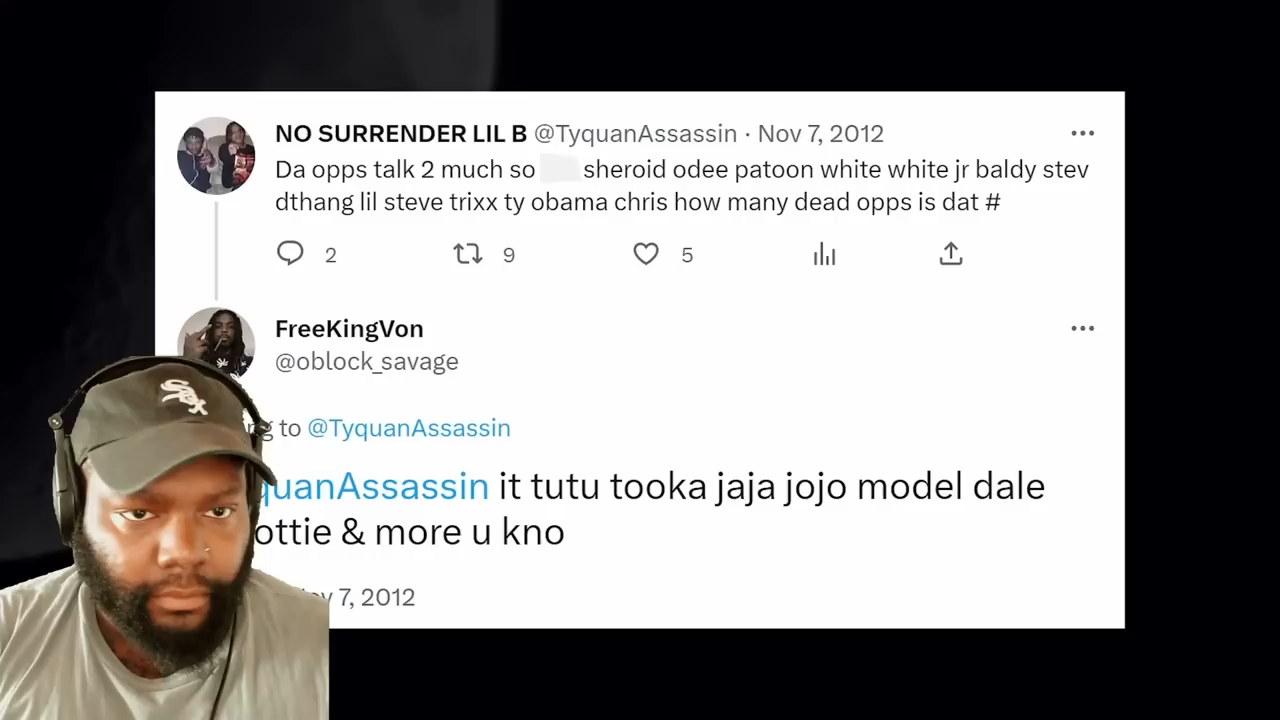 NO SURRENDER LIL B @TyquanAssassin · Nov 7, 2012
Da opps talk 2 much so sheroid odee patoon white white jr baldy stev
dthang lil steve trixx ty obama chris how many dead opps is dat #
2 9 5
FreeKingVon
@oblock_savage
to @TyquanAssassin
quanAssassin it tutu tooka jaja jojo model dale
ottie & more u kno
7, 2012
Sox